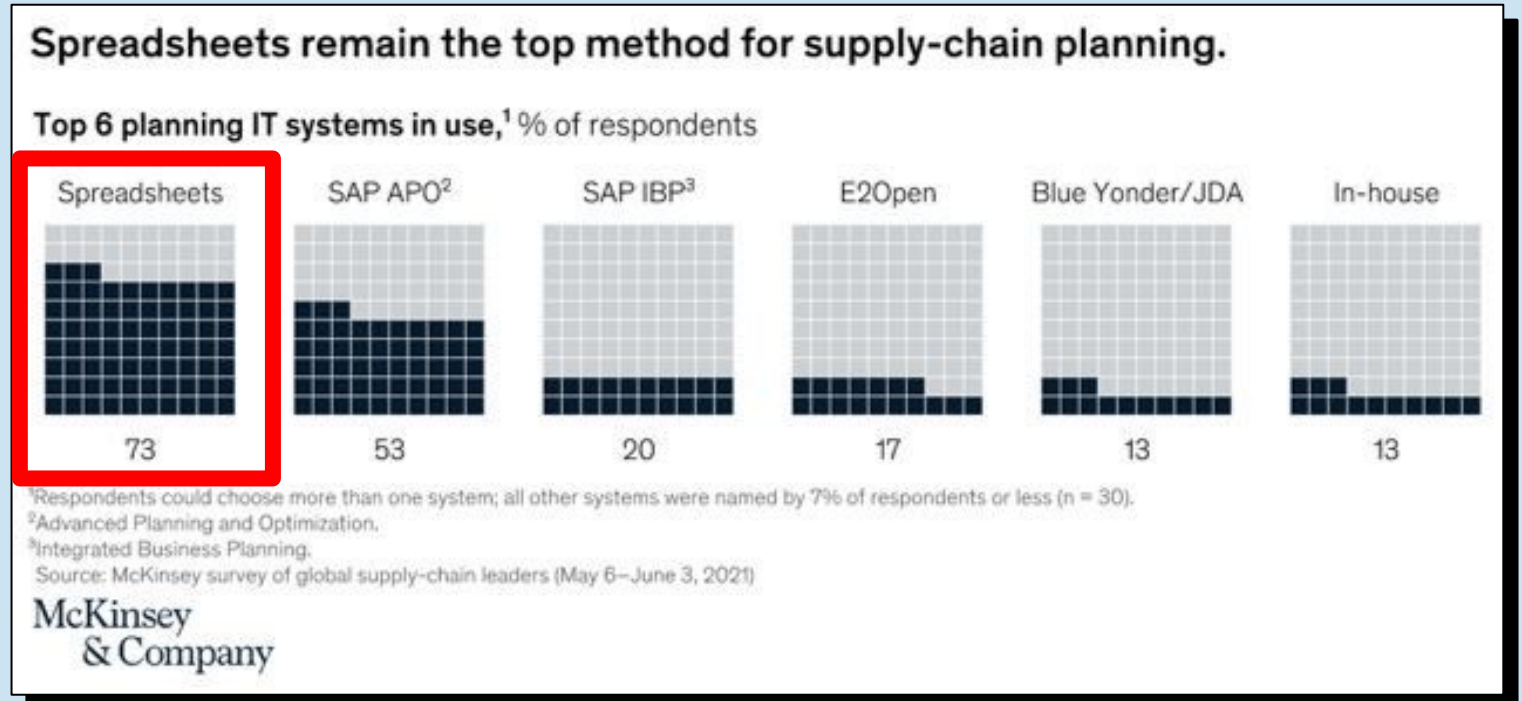 Spreadsheets remain the top method for supply-chain planning.
Top 6 planning IT systems in use,¹ % of respondents
Spreadsheets SAP APO² SAP IBP³ E2Open Blue Yonder/JDA In-house
73 53 20 17 13 13
¹Respondents could choose more than one system; all other systems were named by 7% of respondents or less (n = 30).
²Advanced Planning and Optimization.
³Integrated Business Planning.
Source: McKinsey survey of global supply-chain leaders (May 6–June 3, 2021)
McKinsey
& Company